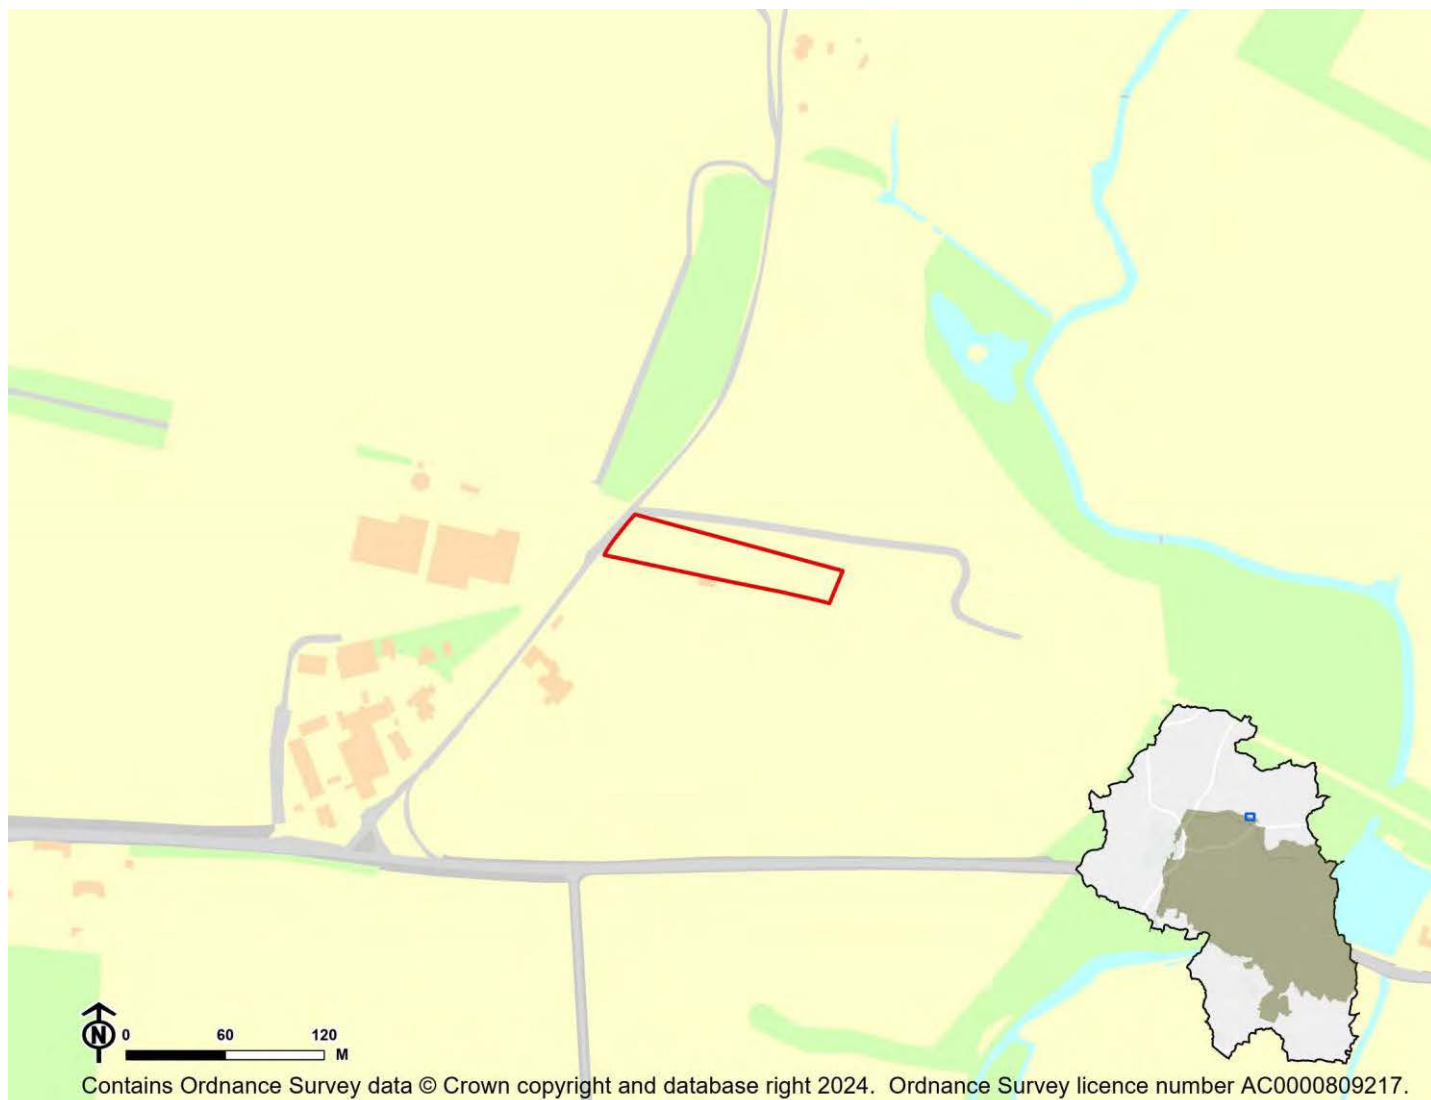 N
0 60 120
M
Contains Ordnance Survey data © Crown copyright and database right 2024. Ordnance Survey licence number AC0000809217.